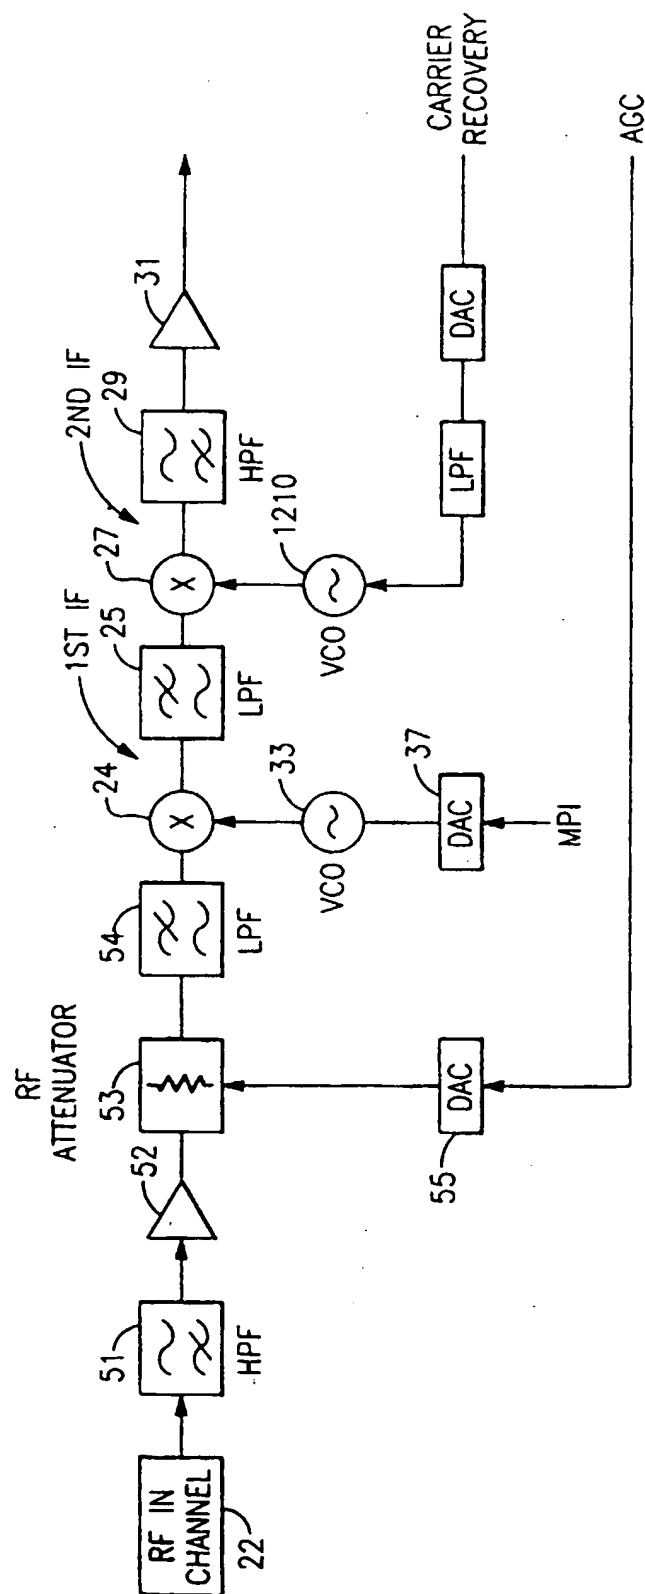 RF IN
CHANNEL
22
51
HPF
52
RF
ATTENUATOR
53
DAC
55
54
LPF
24
X
33
VCO
DAC
37
MPI
1ST IF
25
LPF
27
X
1210
VCO
2ND IF
29
HPF
31
LPF
DAC
CARRIER
RECOVERY
AGC